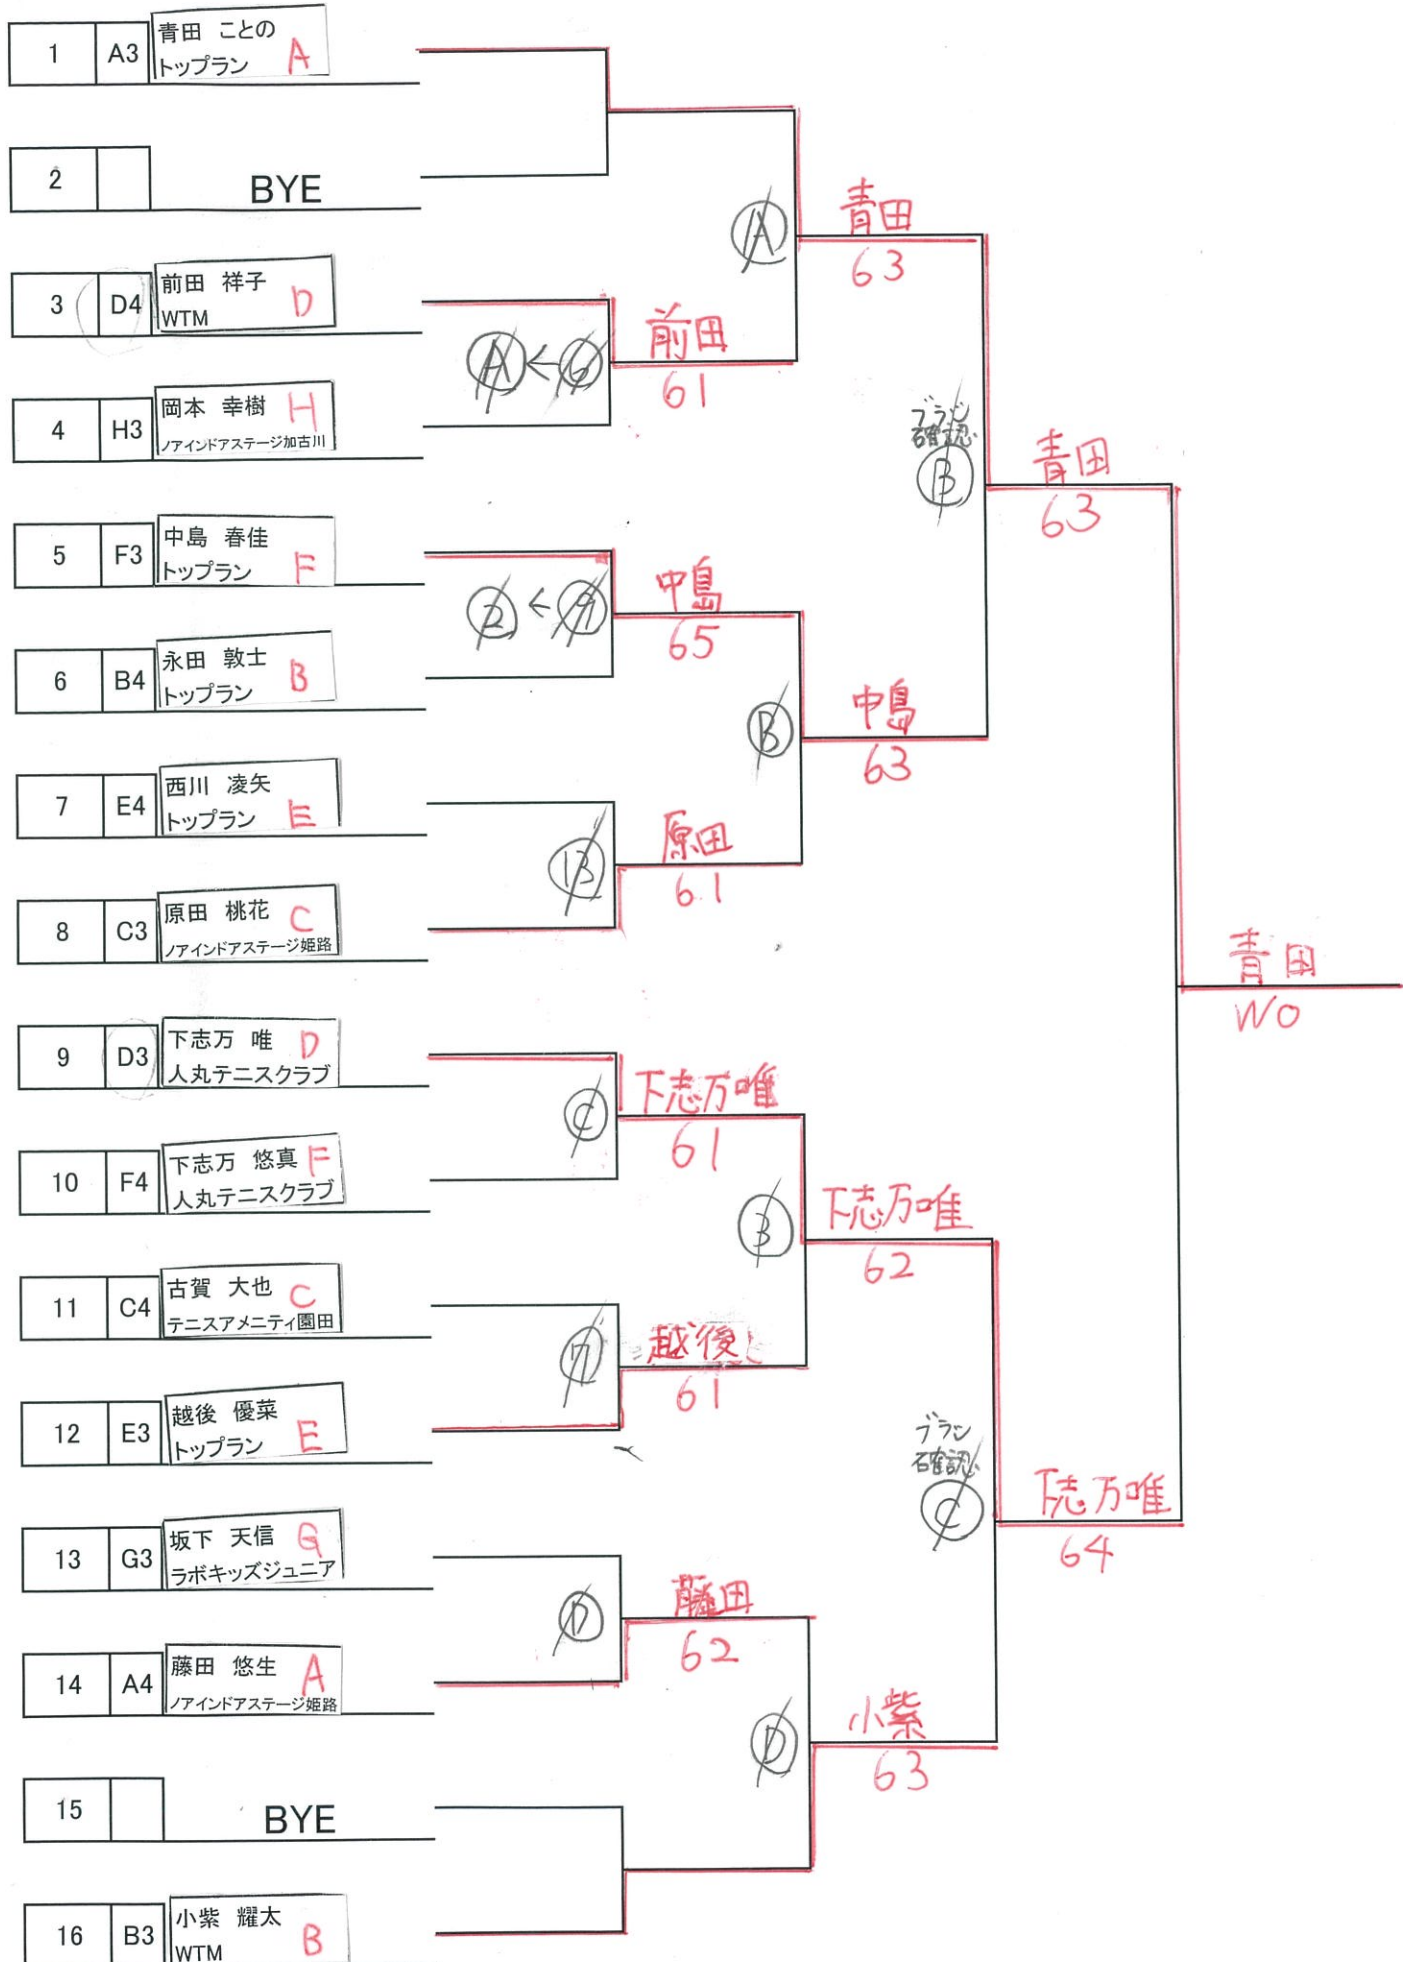 1 A3 青田 ことの
トップラン A
2
BYE
青田
63
A
3 D4 前田 祥子
WTM D
前田
61
A ← 6
4 H3 岡本 幸樹 H
ノアインドアステージ加古川
ブラン
確認
B
青田
63
5 F3 中島 春佳
トップラン F
中島
65
2 ← 9
6 B4 永田 敦士
トップラン B
B
中島
63
7 E4 西川 凌矢
トップラン E
13
原田
61
8 C3 原田 桃花 C
ノアインドアステージ姫路
青田
WO
9 D3 下志万 唯 D
人丸テニスクラブ
C
下志万唯
61
10 F4 下志万 悠真 F
人丸テニスクラブ
下志万唯
62
11 C4 古賀 大也 C
テニスアメニティ園田
7
越後
61
12 E3 越後 優菜
トップラン E
ブラン
確認
C
下志万唯
64
13 G3 坂下 天信 G
ラボキッズジュニア
D
藤田
62
14 A4 藤田 悠生 A
ノアインドアステージ姫路
D
小紫
63
15
BYE
16 B3 小紫 耀太
WTM B